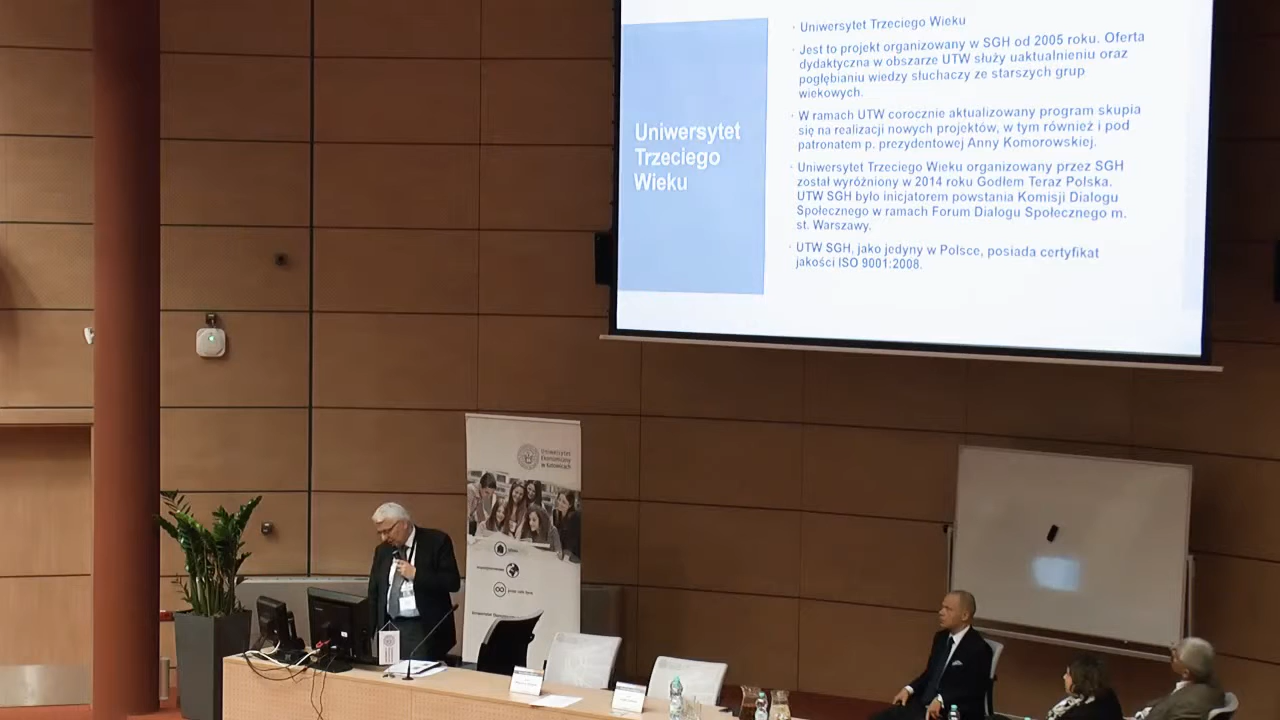 Uniwersytet
Trzeciego
Wieku
· Uniwersytet Trzeciego Wieku
· Jest to projekt organizowany w SGH od 2005 roku. Oferta
dydaktyczna w obszarze UTW służy uaktualnieniu oraz
pogłębianiu wiedzy słuchaczy ze starszych grup
wiekowych.
· W ramach UTW corocznie aktualizowany program skupia
się na realizacji nowych projektów, w tym również i pod
patronatem p. prezydentowej Anny Komorowskiej.
· Uniwersytet Trzeciego Wieku organizowany przez SGH
został wyróżniony w 2014 roku Godłem Teraz Polska.
UTW SGH było inicjatorem powstania Komisji Dialogu
Społecznego w ramach Forum Dialogu Społecznego m.
st. Warszawy.
· UTW SGH, jako jedyny w Polsce, posiada certyfikat
jakości ISO 9001:2008.
Uniwersytet
Ekonomiczny
w Katowicach